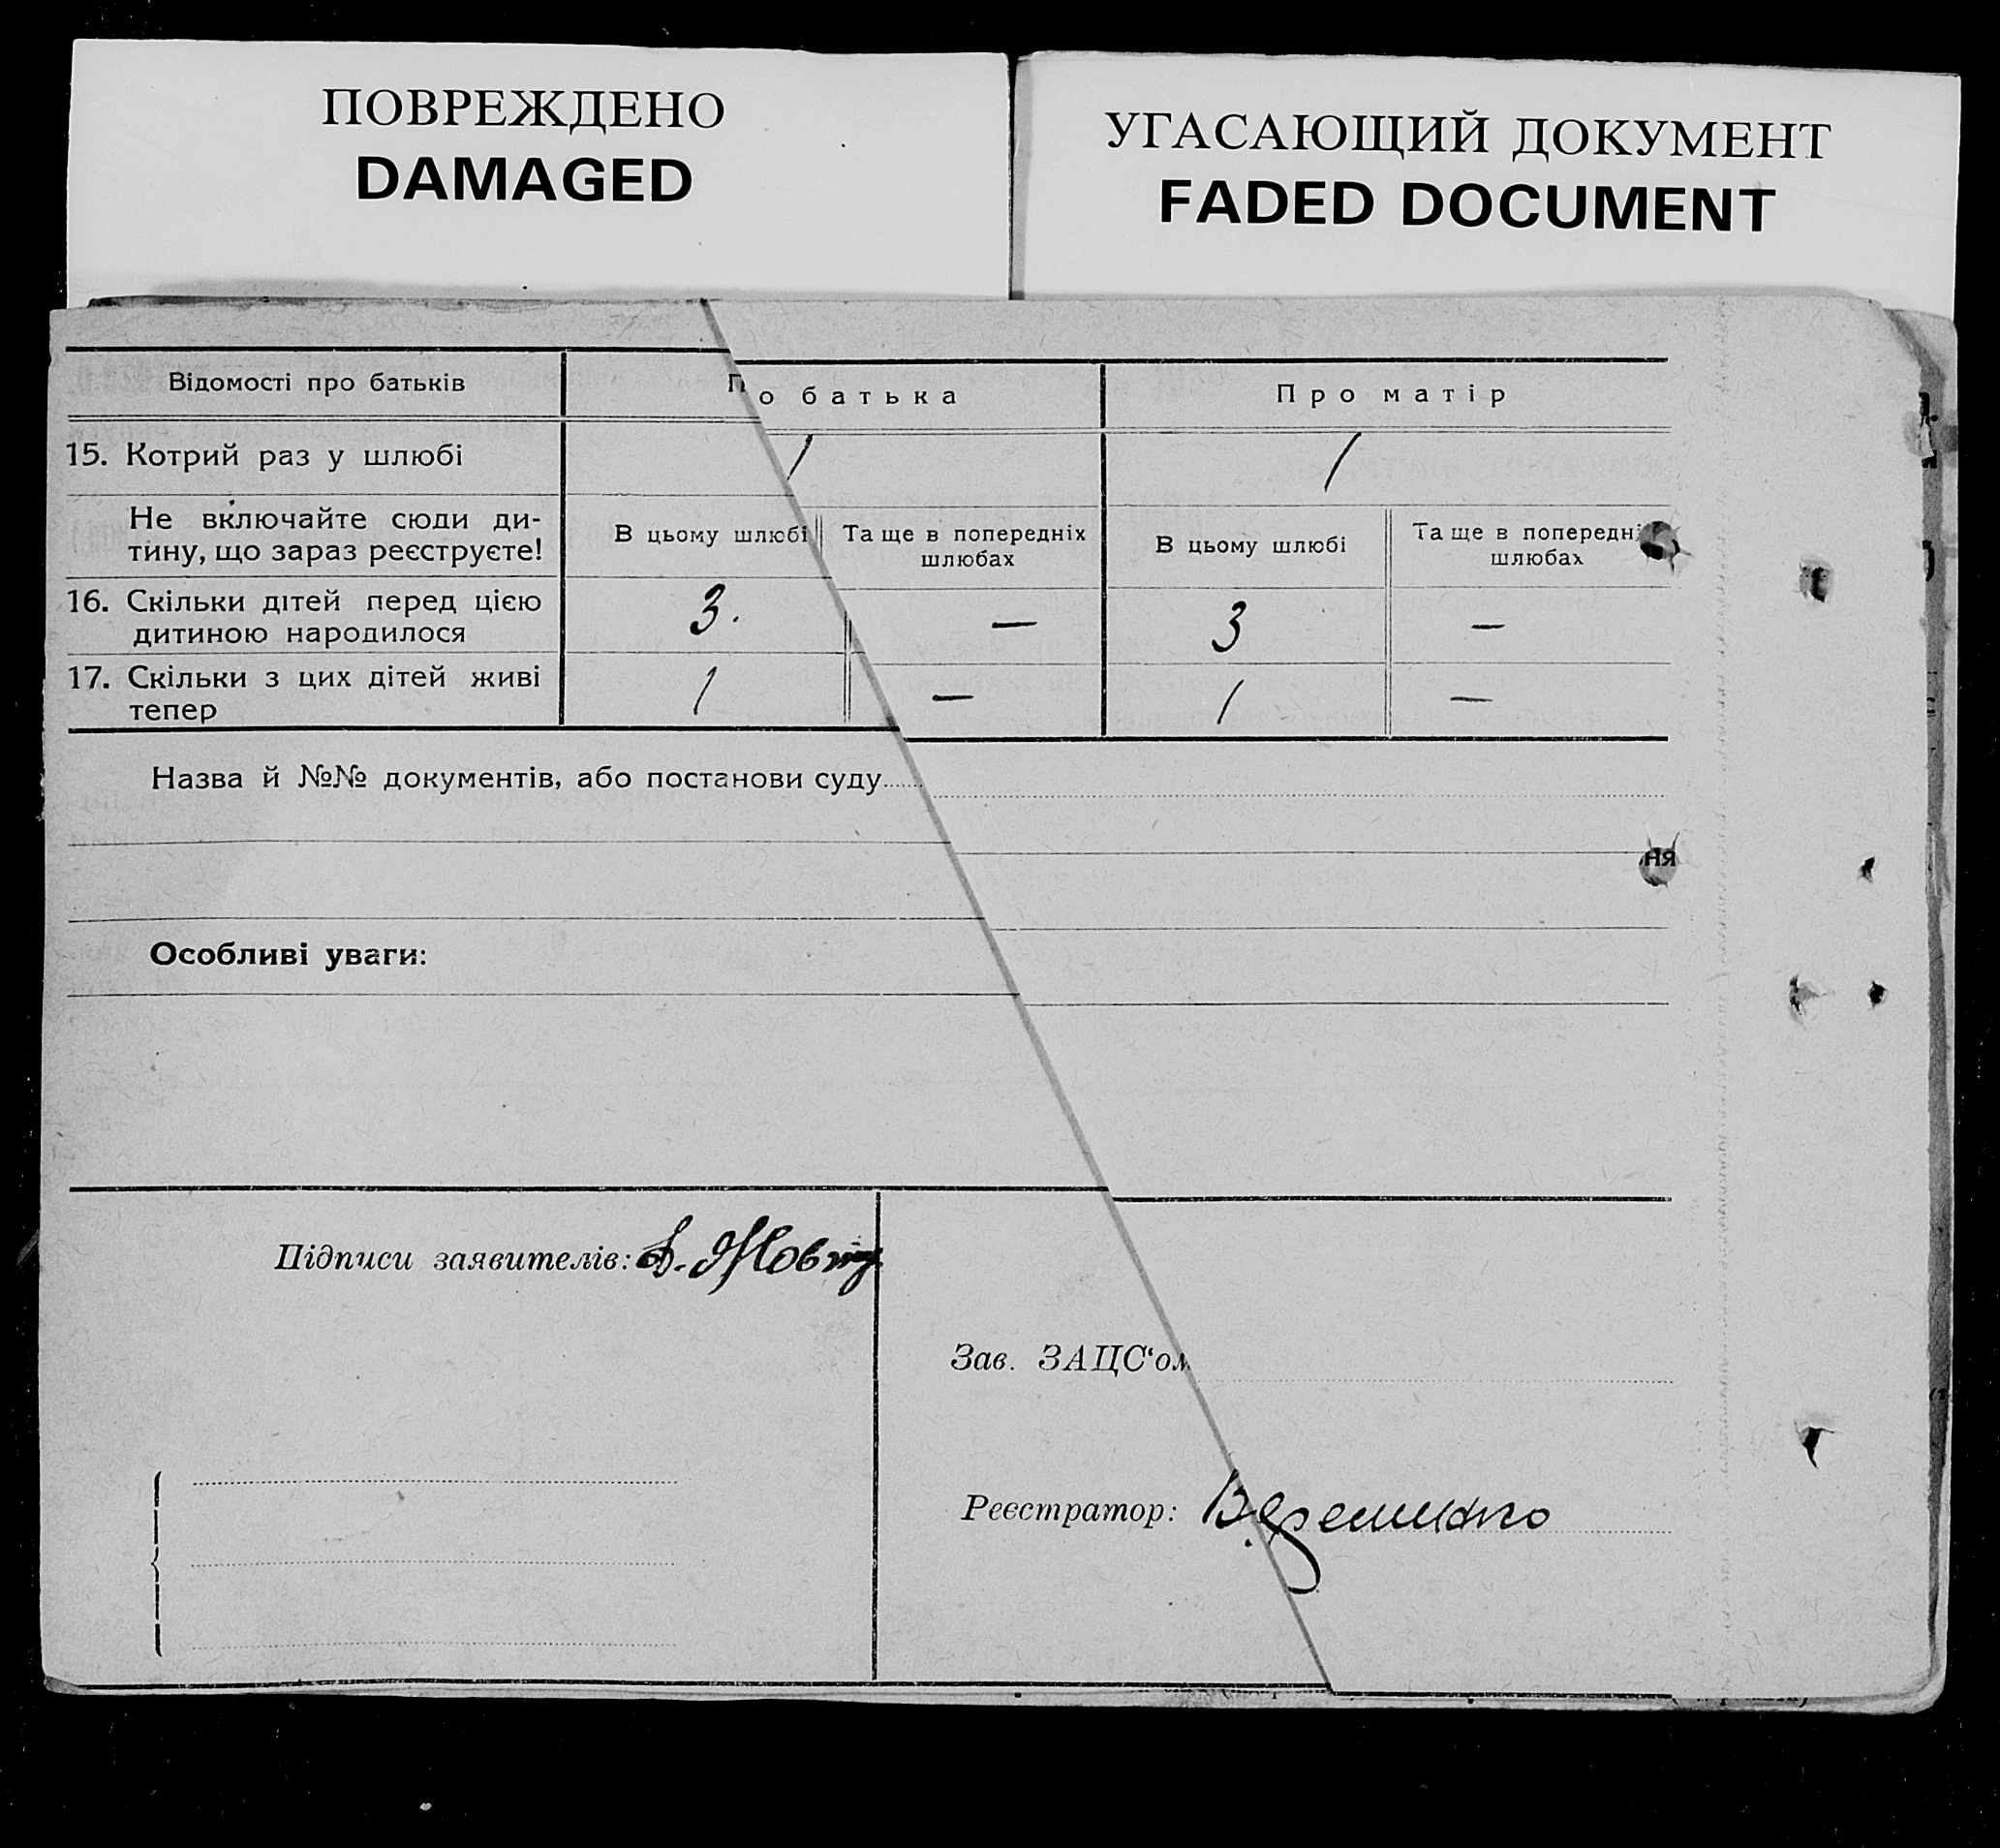 ПОВРЕЖДЕНО
DAMAGED
УГАСАЮЩИЙ ДОКУМЕНТ
FADED DOCUMENT
Відомості про батьків
По батька
Про матір
15. Котрий раз у шлюбі
1
1
Не включайте сюди ди-
тину, що зараз реєструєте!
В цьому шлюбі
Та ще в попередніх
шлюбах
В цьому шлюбі
Та ще в попередні
шлюбах
16. Скільки дітей перед цією
дитиною народилося
3.
—
3
—
17. Скільки з цих дітей живі
тепер
1
—
1
—
Назва й №№ документів, або постанови суду
ня
Особливі уваги:
Підписи заявителів:
Зав. ЗАЦС'ом
Реєстратор: